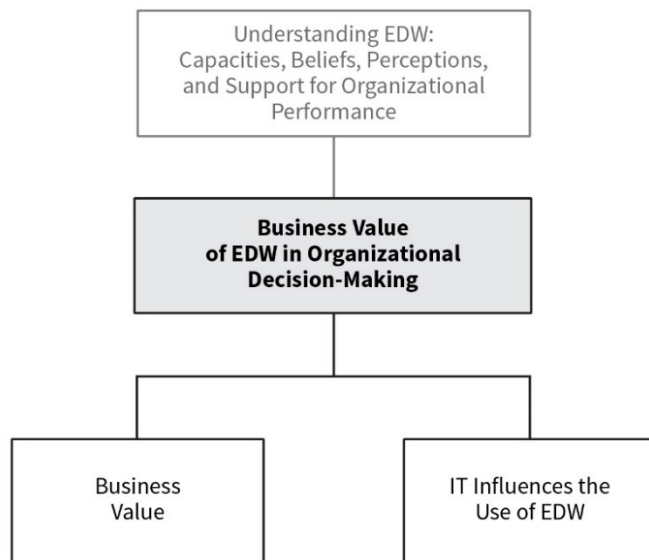 Understanding EDW:
Capacities, Beliefs, Perceptions,
and Support for Organizational
Performance
Business Value
of EDW in Organizational
Decision-Making
Business
Value
IT Influences the
Use of EDW